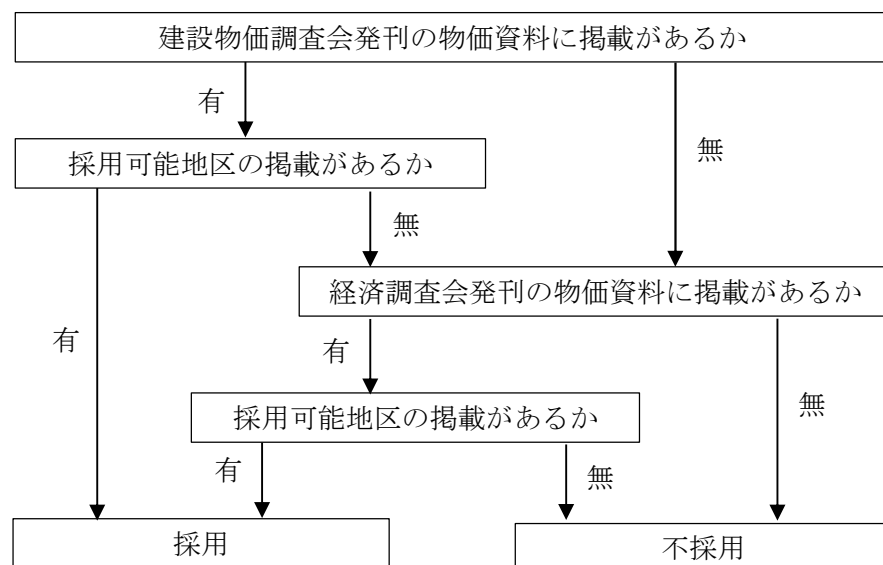 建設物価調査会発刊の物価資料に掲載があるか
有
無
採用可能地区の掲載があるか
無
経済調査会発刊の物価資料に掲載があるか
有
有
無
採用可能地区の掲載があるか
有
無
採用
不採用